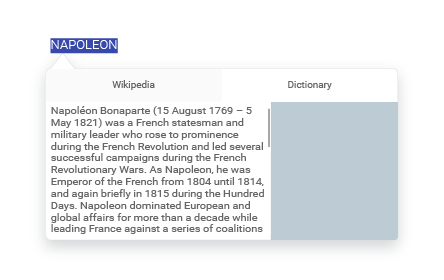 NAPOLEON
Wikipedia Dictionary
Napoléon Bonaparte (15 August 1769 – 5
May 1821) was a French statesman and
military leader who rose to prominence
during the French Revolution and led several
successful campaigns during the French
Revolutionary Wars. As Napoleon, he was
Emperor of the French from 1804 until 1814,
and again briefly in 1815 during the Hundred
Days. Napoleon dominated European and
global affairs for more than a decade while
leading France against a series of coalitions